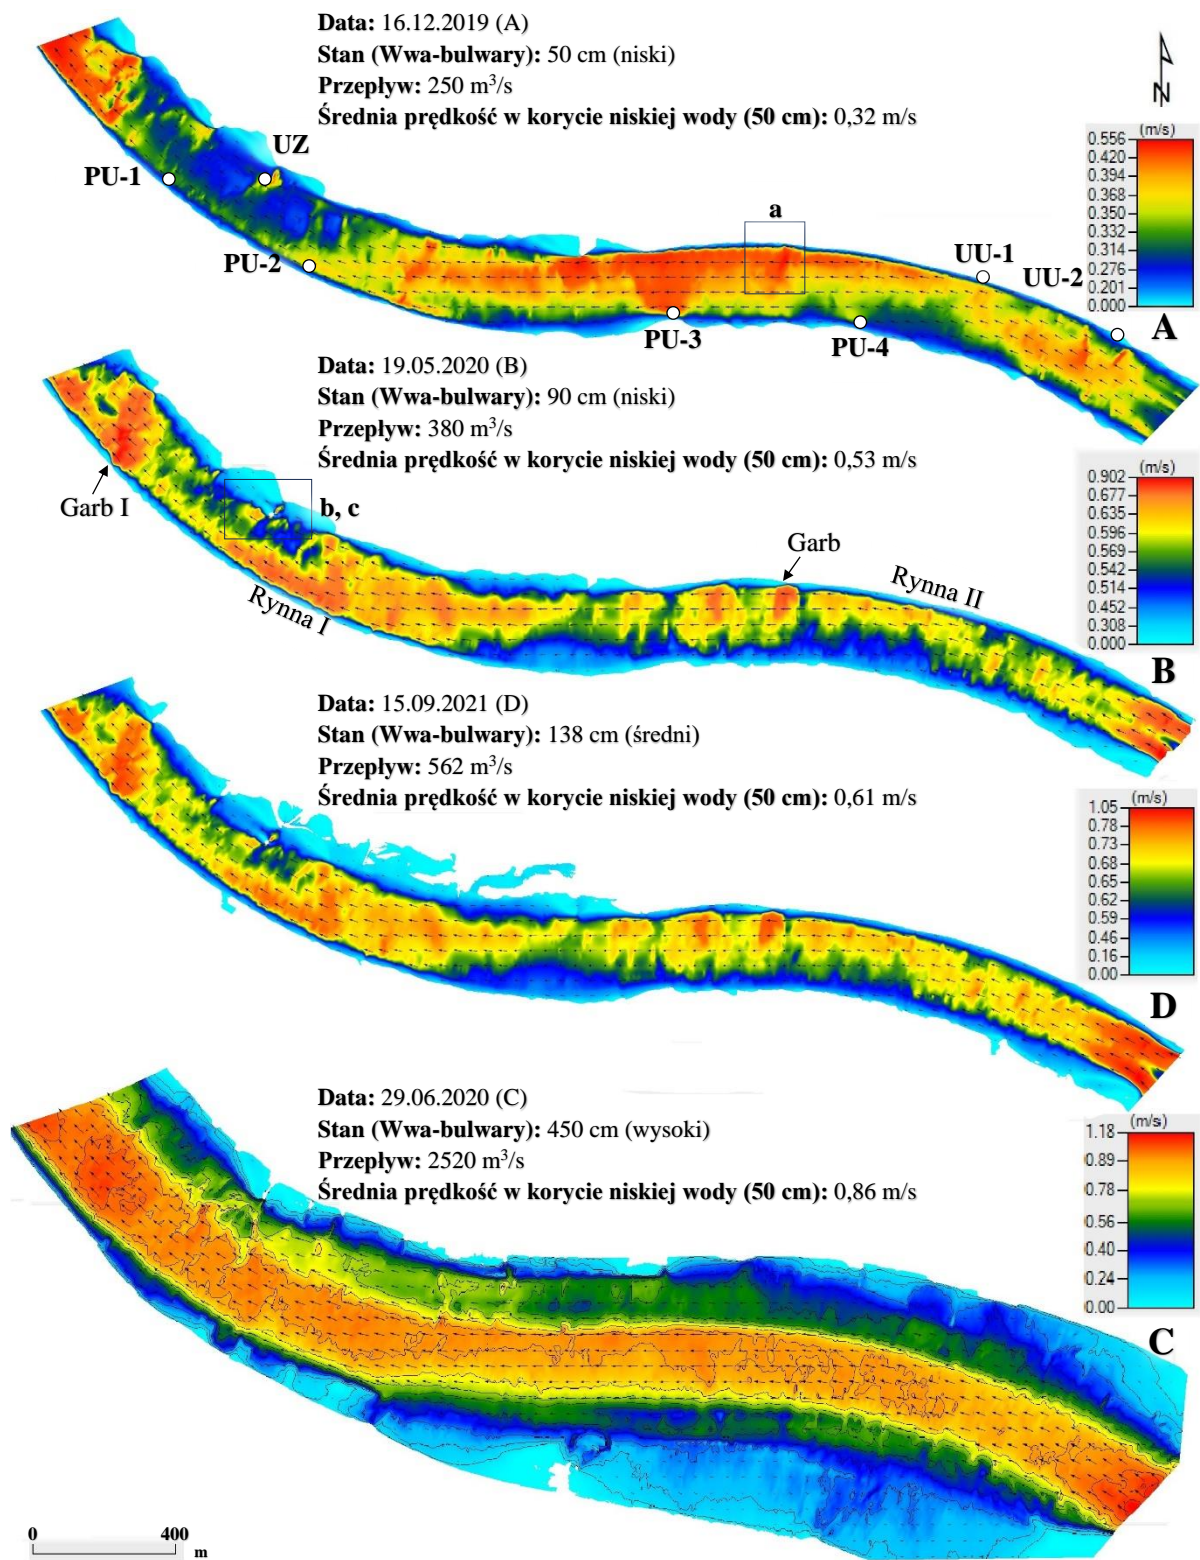 Data: 16.12.2019 (A)
Stan (Wwa-bulwary): 50 cm (niski)
Przepływ: 250 m³/s
Średnia prędkość w korycie niskiej wody (50 cm): 0,32 m/s
N
(m/s)
0.556
0.420
0.394
0.368
0.350
0.332
0.314
0.276
0.201
0.000
A
UZ
PU-1
PU-2
a
UU-1
UU-2
PU-3
PU-4
Data: 19.05.2020 (B)
Stan (Wwa-bulwary): 90 cm (niski)
Przepływ: 380 m³/s
Średnia prędkość w korycie niskiej wody (50 cm): 0,53 m/s
(m/s)
0.902
0.677
0.635
0.596
0.569
0.542
0.514
0.452
0.308
0.000
B
Garb I
b, c
Garb
Rynna I
Rynna II
Data: 15.09.2021 (D)
Stan (Wwa-bulwary): 138 cm (średni)
Przepływ: 562 m³/s
Średnia prędkość w korycie niskiej wody (50 cm): 0,61 m/s
(m/s)
1.05
0.78
0.73
0.68
0.65
0.62
0.59
0.46
0.16
0.00
D
Data: 29.06.2020 (C)
Stan (Wwa-bulwary): 450 cm (wysoki)
Przepływ: 2520 m³/s
Średnia prędkość w korycie niskiej wody (50 cm): 0,86 m/s
(m/s)
1.18
0.89
0.78
0.56
0.40
0.24
0.00
C
0 400
m